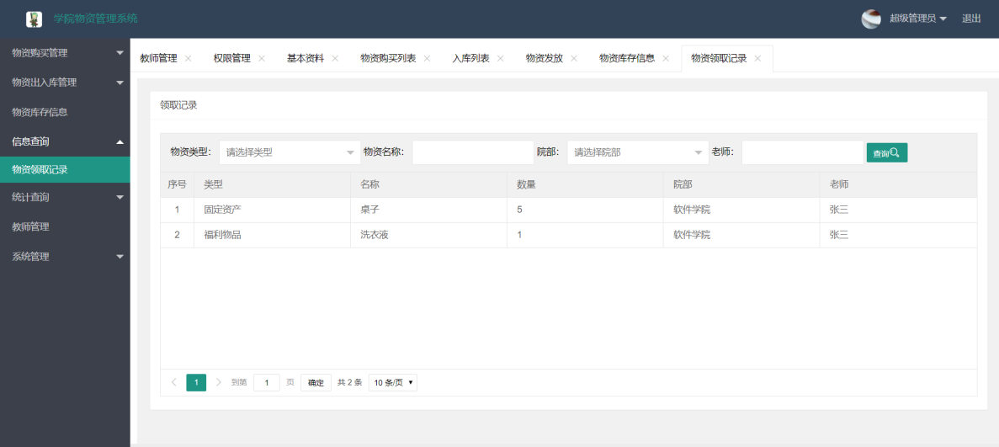 学院物资管理系统
超级管理员 退出
物资购买管理
物资出入库管理
物资库存信息
信息查询
物资领取记录
统计查询
教师管理
系统管理
教师管理 权限管理 基本资料 物资购买列表 入库列表 物资发放 物资库存信息 物资领取记录
领取记录
物资类型: 请选择类型 物资名称: 院部: 请选择院部 老师: 查询
序号 类型 名称 数量 院部 老师
1 固定资产 桌子 5 软件学院 张三
2 福利物品 洗衣液 1 软件学院 张三
1 到第 1 页 确定 共 2 条 10 条/页